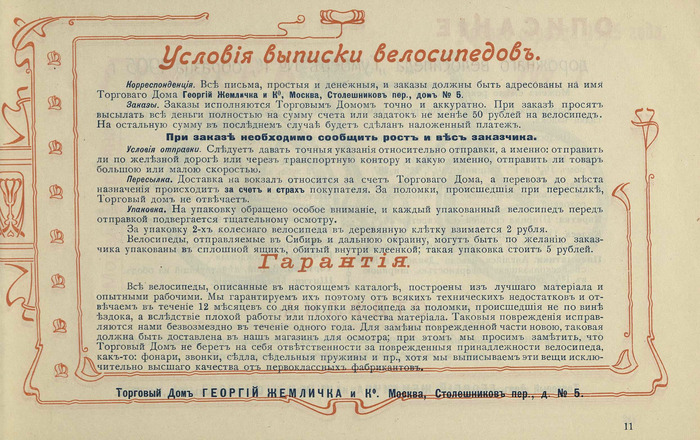 Условія выписки велосипедовъ.
Корреспонденція. Всѣ письма, простыя и денежныя, и заказы должны быть адресованы на имя
Торговаго Дома Георгій Жемличка и Кº, Москва, Столешниковъ пер., домъ № 5.
Заказы. Заказы исполняются Торговымъ Домомъ точно и аккуратно. При заказѣ просятъ
высылать всѣ деньги полностью на сумму счета или задатокъ не менѣе 50 рублей на велосипедъ.
На остальную сумму въ послѣднемъ случаѣ будетъ сдѣланъ наложенный платежъ.
При заказѣ необходимо сообщить ростъ и вѣсъ заказчика.
Условія отправки. Слѣдуетъ давать точныя указанія относительно отправки, а именно: отправить
ли по желѣзной дорогѣ или черезъ транспортную контору и какую именно, отправить ли товаръ
большою или малою скоростью.
Пересылка. Доставка на вокзалъ относится за счетъ Торговаго Дома, а перевозъ до мѣста
назначенія происходитъ за счетъ и страхъ покупателя. За поломки, происшедшія при пересылкѣ,
Торговый домъ не отвѣчаетъ.
Упаковка. На упаковку обращено особое вниманіе, и каждый упакованный велосипедъ передъ
отправкой подвергается тщательному осмотру.
За упаковку 2-хъ колеснаго велосипеда въ деревянную клѣтку взимается 2 рубля.
Велосипеды, отправляемые въ Сибирь и дальнюю окраину, могутъ быть по желанію заказ-
чика упакованы въ сплошной ящикъ, обитый внутри клеенкой; такая упаковка стоитъ 5 рублей.
Гарантія.
Всѣ велосипеды, описанные въ настоящемъ каталогѣ, построены изъ лучшаго матеріала и
опытными рабочими. Мы гарантируемъ ихъ поэтому отъ всякихъ техническихъ недостатковъ и от-
вѣчаемъ въ теченіе 12 мѣсяцевъ со дня покупки велосипеда за поломки, происшедшія не по винѣ
ѣздока, а вслѣдствіе плохой работы или плохого качества матеріала. Таковыя поврежденія исправ-
ляются нами безвозмездно въ теченіе одного года. Для замѣны поврежденной части новою, таковая
должна быть доставлена въ нашъ магазинъ для осмотра; при этомъ мы просимъ замѣтить, что
Торговый Домъ не беретъ на себя отвѣтственности за поврежденныя принадлежности велосипеда,
какъ-то: фонари, звонки, сѣдла, сѣдельныя пружины и пр., хотя мы выписываемъ эти вещи исклю-
чительно высшаго качества отъ первоклассныхъ фабрикантовъ.
Торговый Домъ ГЕОРГІЙ ЖЕМЛИЧКА и Кº. Москва, Столешниковъ пер., д. № 5.
11